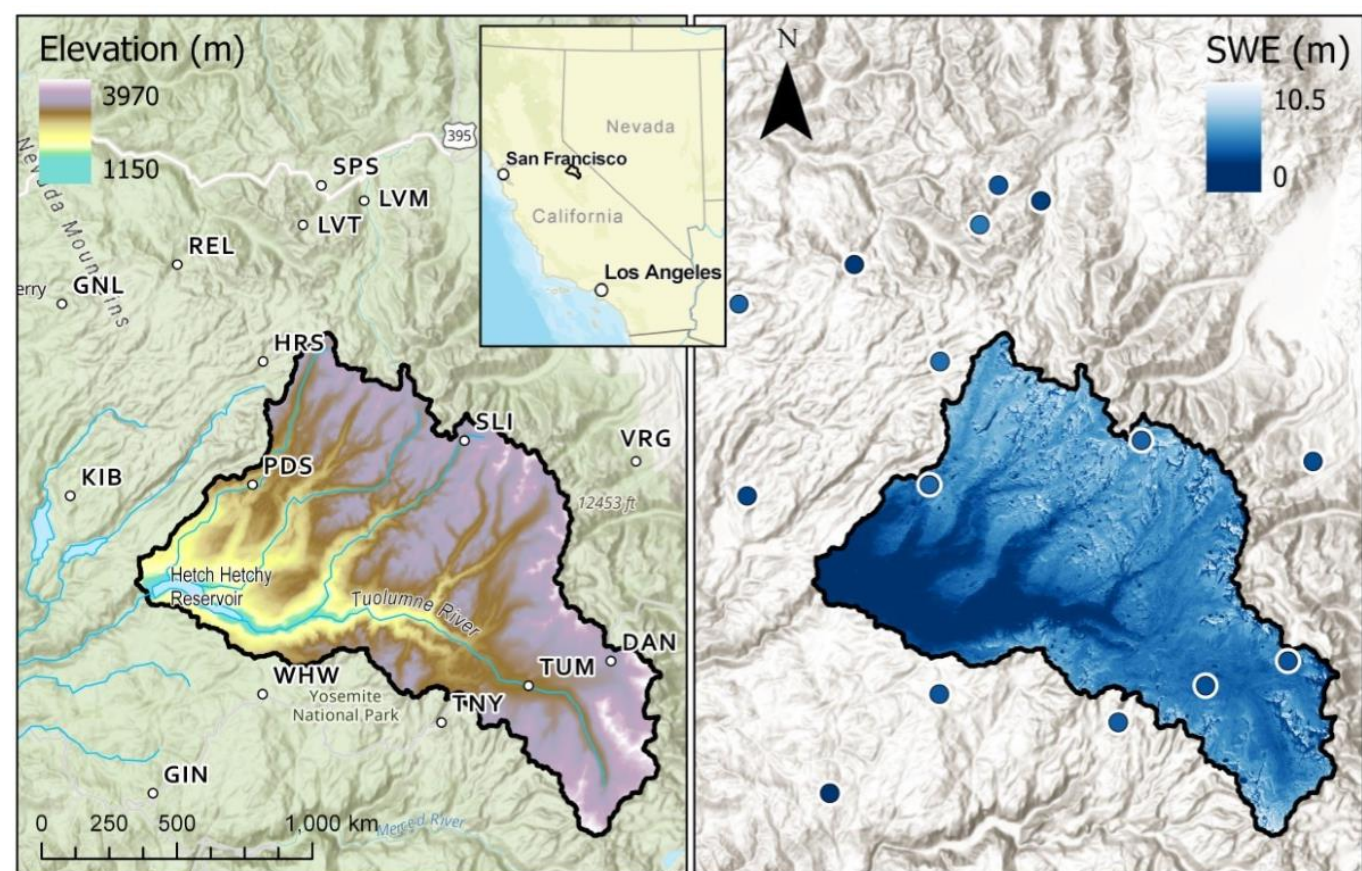 Elevation (m)
3970
1150
Nevada Mountains
395
SPS
LVM
LVT
REL
GNL
erry
HRS
SLI
VRG
PDS
KIB
12453 ft
Hetch Hetchy
Reservoir
Tuolumne River
DAN
TUM
WHW
Yosemite
National Park
TNY
GIN
0 250 500 1,000 km
Merced River
Nevada
San Francisco
California
Los Angeles
N
SWE (m)
10.5
0